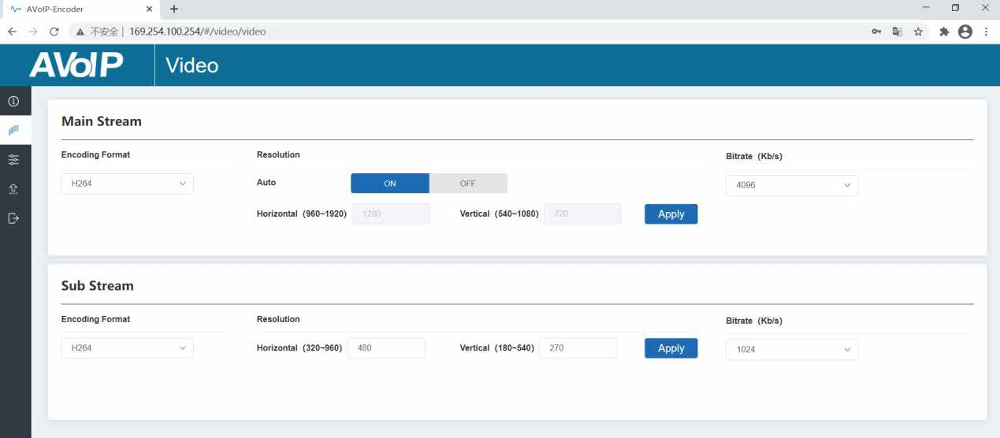 AVoIP-Encoder
不安全 | 169.254.100.254/#/video/video
AVoIP Video
Main Stream
Encoding Format Resolution Bitrate (Kb/s)
H264 Auto ON OFF 4096
Horizontal (960~1920) 1280 Vertical (540~1080) 720 Apply
Sub Stream
Encoding Format Resolution Bitrate (Kb/s)
H264 Horizontal (320~960) 480 Vertical (180~540) 270 Apply 1024